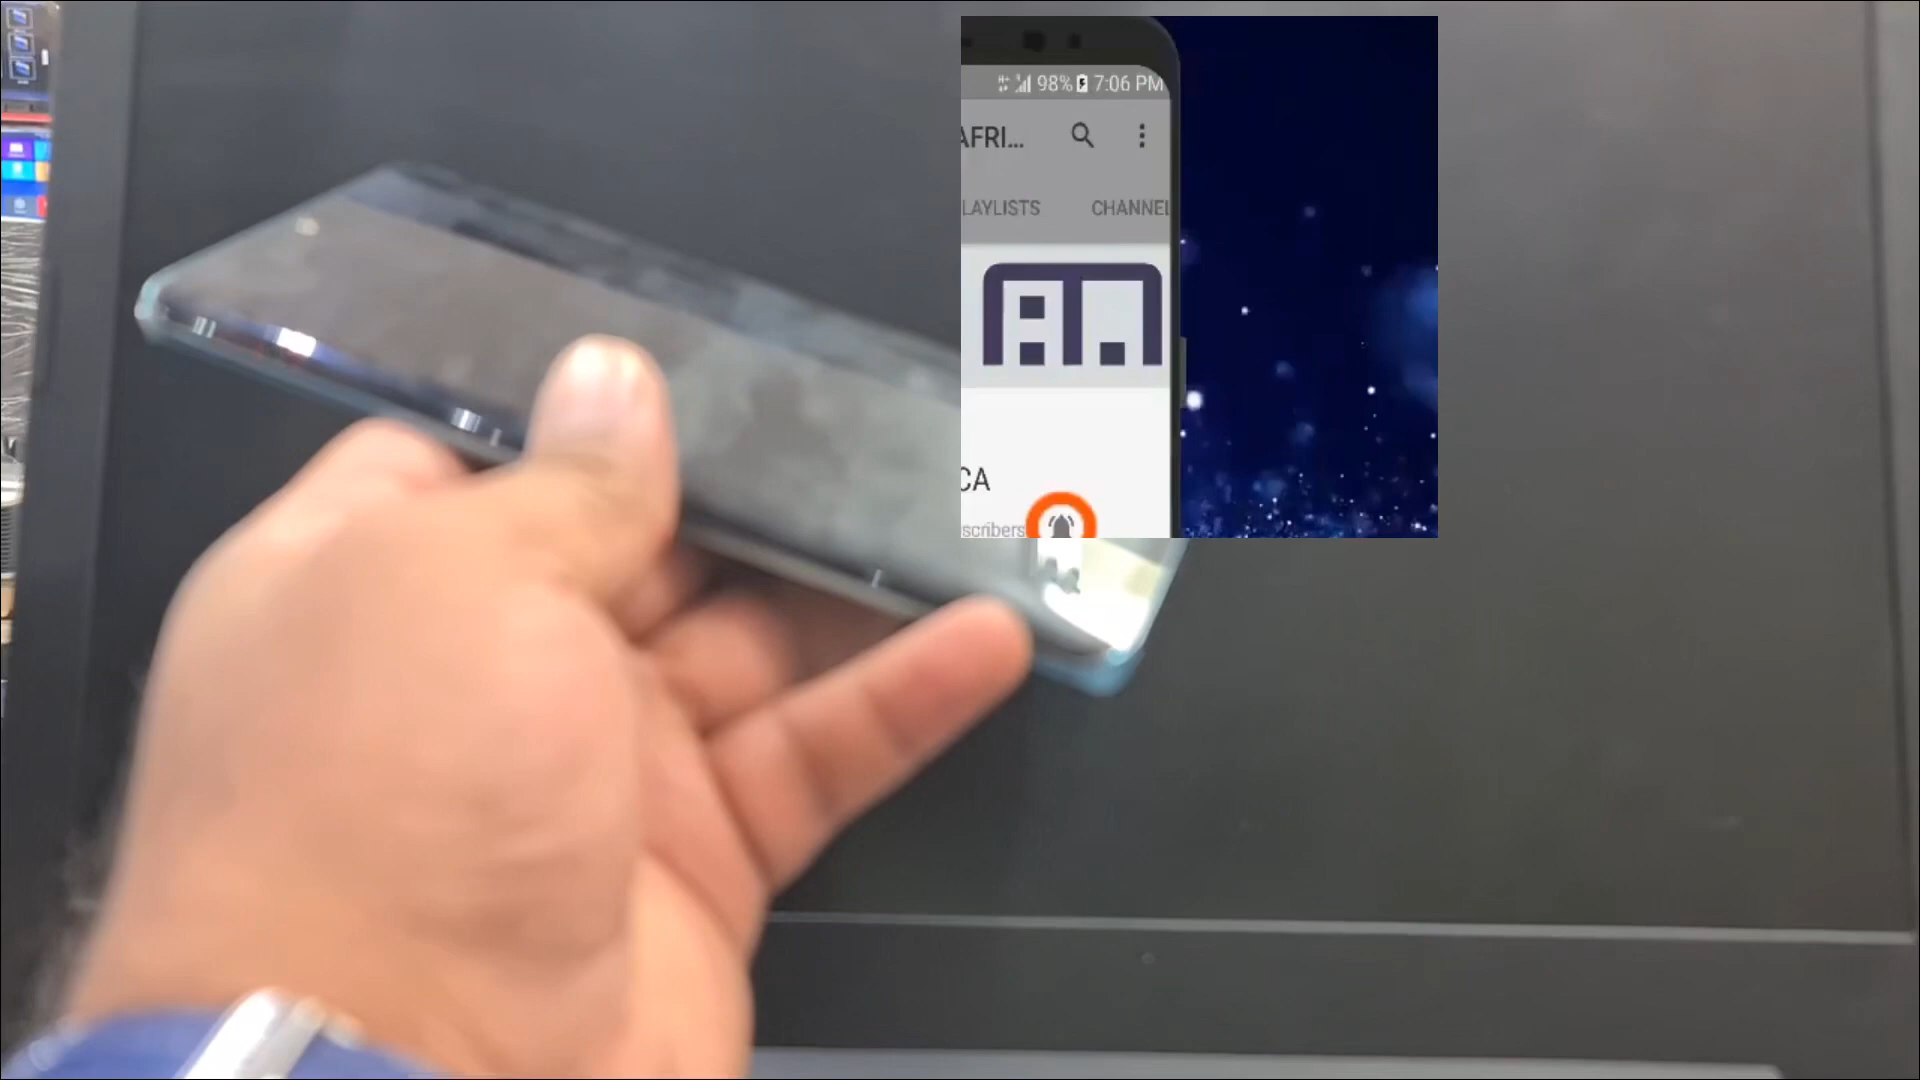 98% 7:06 PM
AFRI...
LAYLISTS CHANNEL
CA
scribers